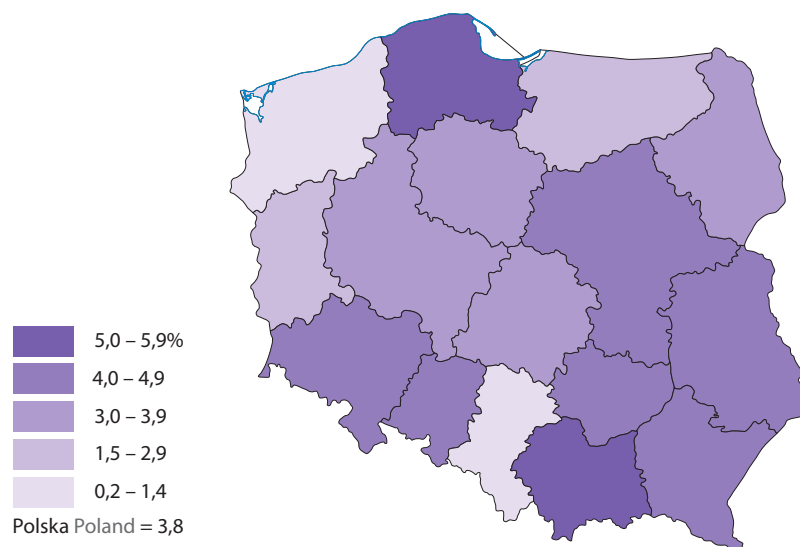 5,0 – 5,9%
4,0 – 4,9
3,0 – 3,9
1,5 – 2,9
0,2 – 1,4
Polska Poland = 3,8